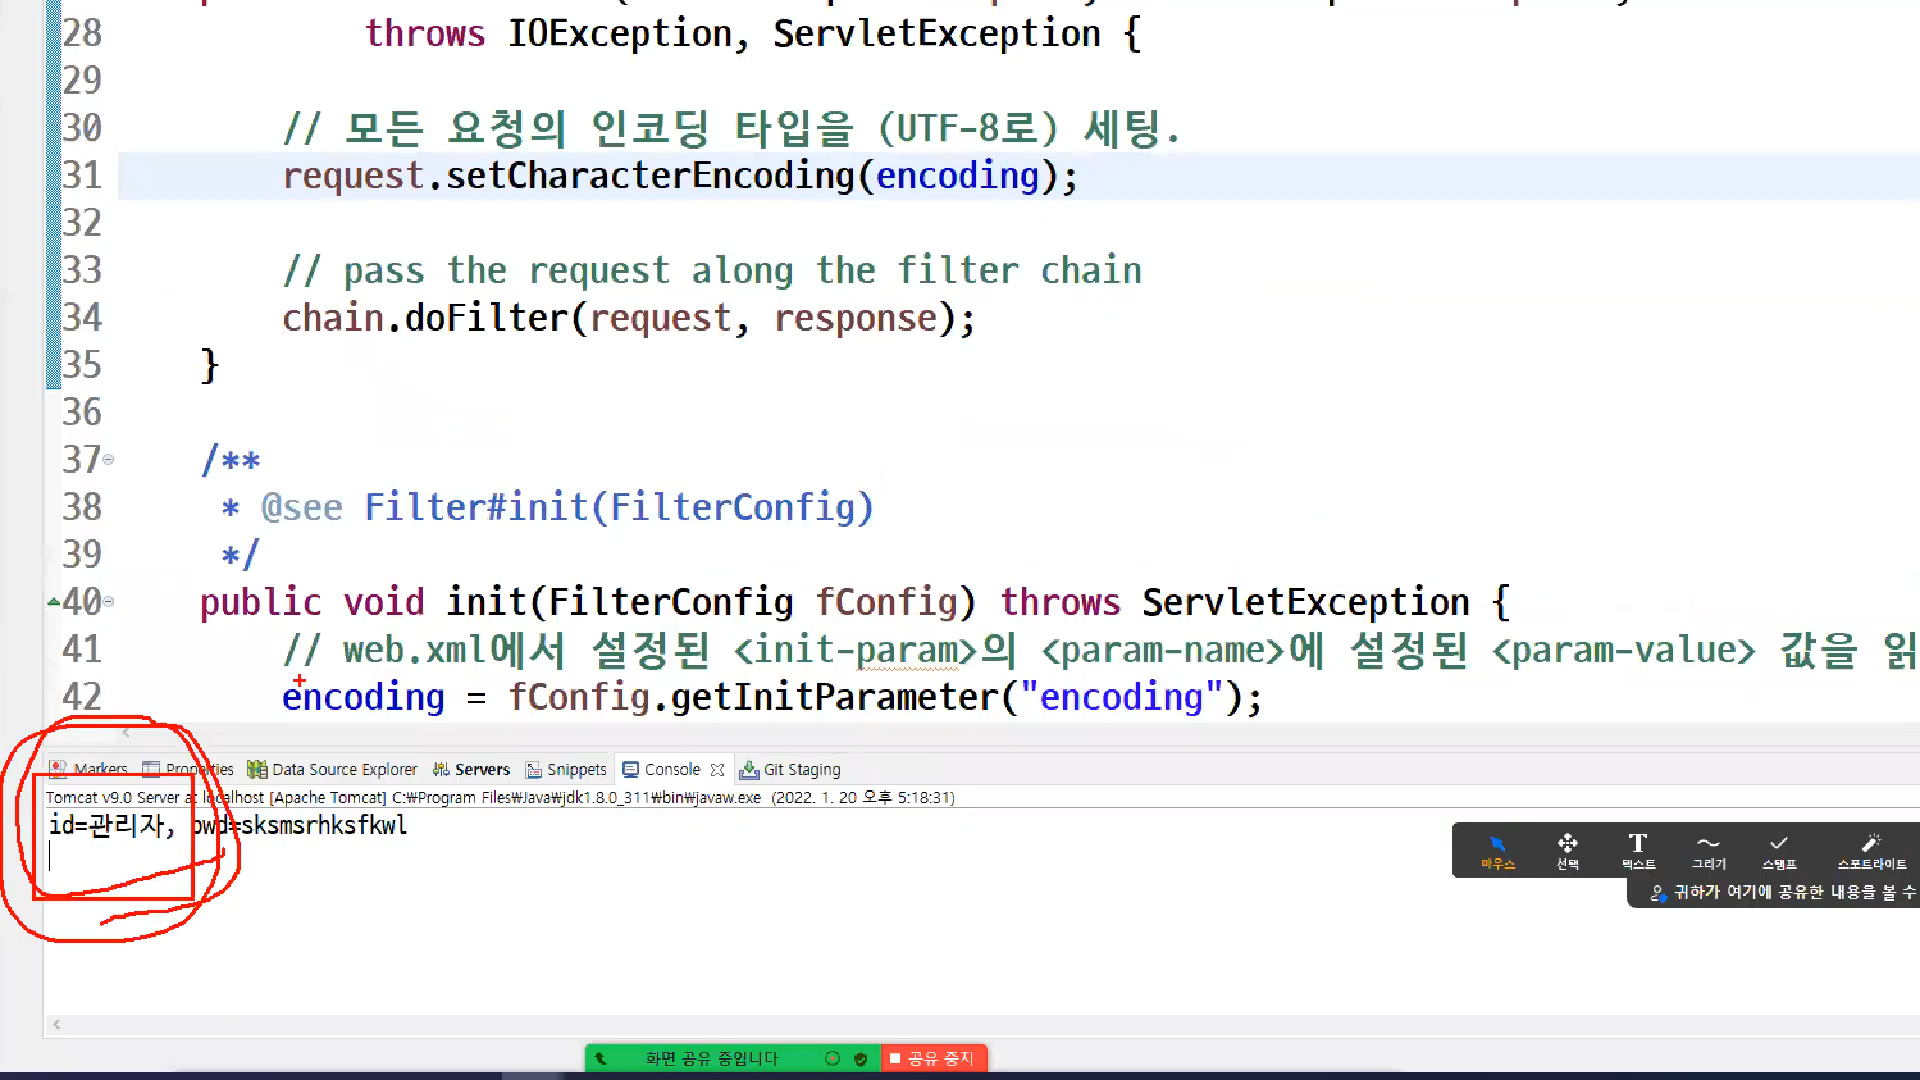 28 throws IOException, ServletException {
29
30 // 모든 요청의 인코딩 타입을 (UTF-8로) 세팅.
31 request.setCharacterEncoding(encoding);
32
33 // pass the request along the filter chain
34 chain.doFilter(request, response);
35 }
36
37 /**
38 * @see Filter#init(FilterConfig)
39 */
40 public void init(FilterConfig fConfig) throws ServletException {
41 // web.xml에서 설정된 <init-param>의 <param-name>에 설정된 <param-value> 값을 읽
42 encoding = fConfig.getInitParameter("encoding");
Markers Properties Data Source Explorer Servers Snippets Console Git Staging
Tomcat v9.0 Server at localhost [Apache Tomcat] C:₩Program Files₩Java₩jdk1.8.0_311₩bin₩javaw.exe (2022. 1. 20 오후 5:18:31)
id=관리자, pwd=sksmsrhksfkwl
마우스 선택 텍스트 그리기 스탬프 스포트라이트
귀하가 여기에 공유한 내용을 볼 수
화면 공유 중입니다 공유 중지